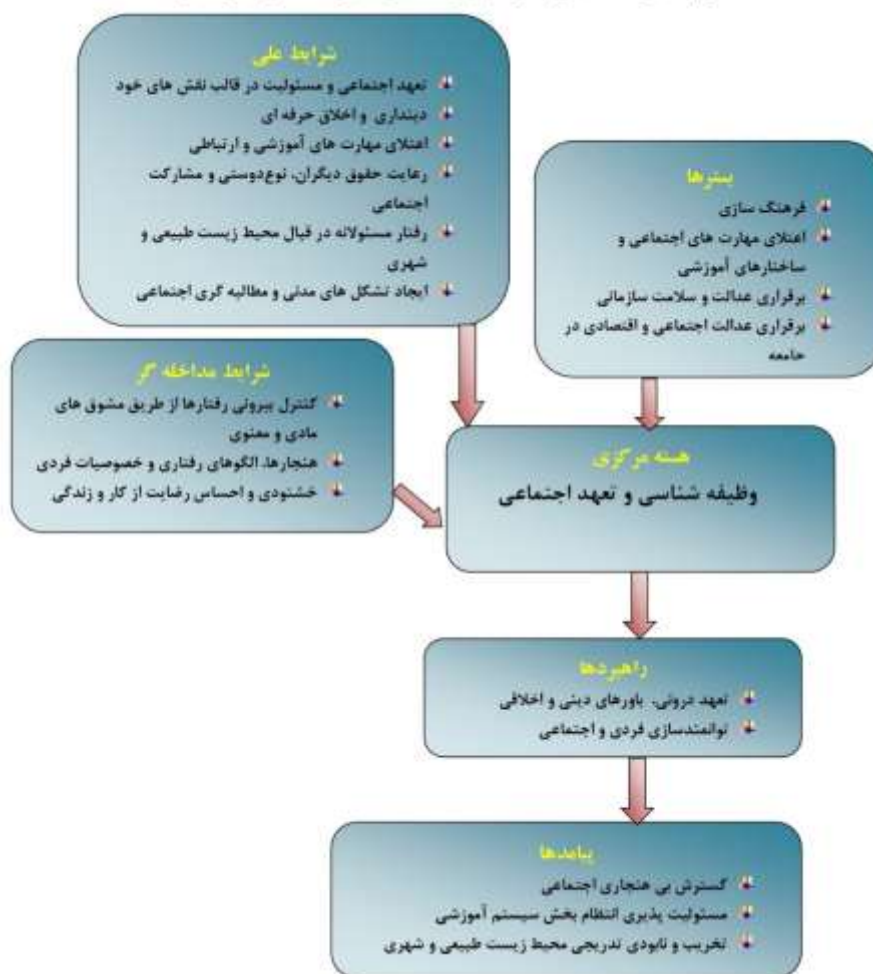 شرایط علی
تعهد اجتماعی و مسئولیت در قالب نقش های خود
دینداری و اخلاق حرفه ای
اعتلای مهارت های آموزشی و ارتباطی
رعایت حقوق دیگران، نوع‌دوستی و مشارکت
اجتماعی
رفتار مسئولانه در قبال محیط زیست طبیعی و
شهری
ایجاد تشکل های مدنی و مطالبه گری اجتماعی
بسترها
فرهنگ سازی
اعتلای مهارت های اجتماعی و
ساختارهای آموزشی
برقراری عدالت و سلامت سازمانی
برقراری عدالت اجتماعی و اقتصادی در
جامعه
شرایط مداخله گر
کنترل بیرونی رفتارها از طریق مشوق های
مادی و معنوی
هنجارها، الگوهای رفتاری و خصوصیات فردی
خشنودی و احساس رضایت از کار و زندگی
هسته مرکزی
وظیفه شناسی و تعهد اجتماعی
راهبردها
تعهد درونی، باورهای دینی و اخلاقی
توانمندسازی فردی و اجتماعی
پیامدها
گسترش بی هنجاری اجتماعی
مسئولیت پذیری انتظام بخش سیستم آموزشی
تخریب و نابودی تدریجی محیط زیست طبیعی و شهری